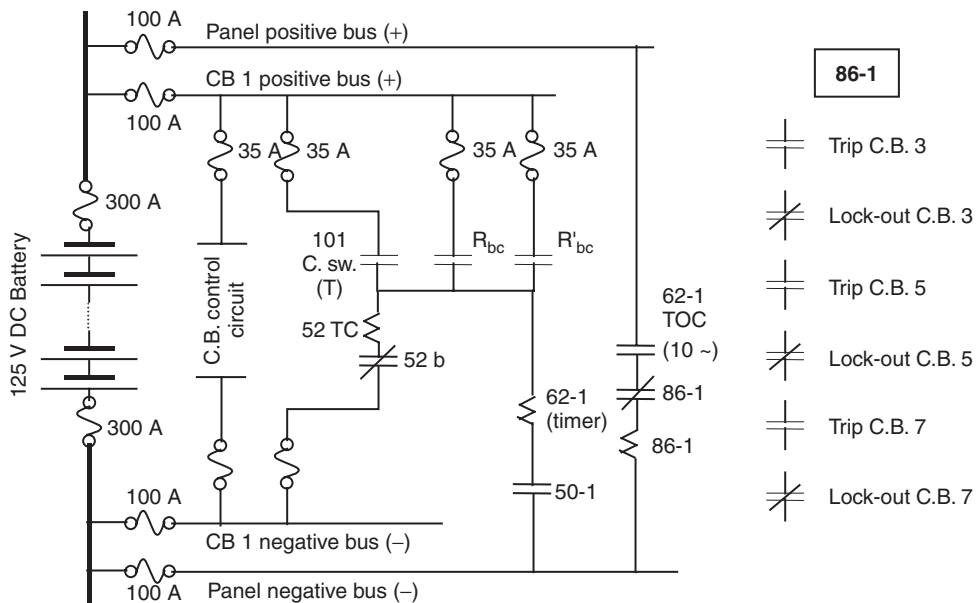 100 A
Panel positive bus (+)
CB 1 positive bus (+)
100 A
86-1
35 A
35 A
35 A
35 A
300 A
125 V DC Battery
101
C. sw.
(T)
R_bc
R'_bc
C.B. control
circuit
52 TC
52 b
62-1
TOC
(10 ~)
86-1
62-1
(timer)
86-1
300 A
50-1
100 A
CB 1 negative bus (−)
100 A
Panel negative bus (−)
Trip C.B. 3
Lock-out C.B. 3
Trip C.B. 5
Lock-out C.B. 5
Trip C.B. 7
Lock-out C.B. 7